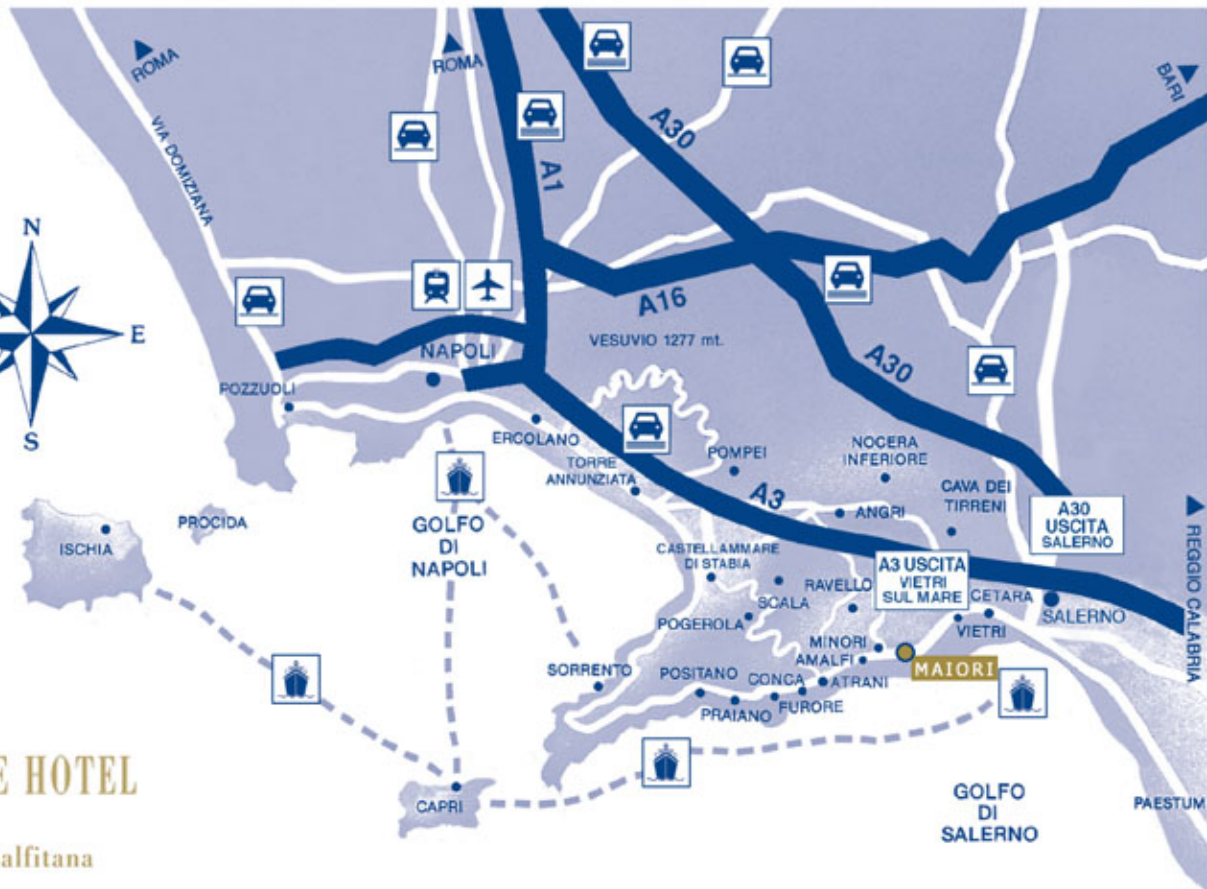 ROMA
ROMA
BARI
VIA DOMIZIANA
A30
A1
N
E
S
A16
VESUVIO 1277 mt.
NAPOLI
A30
POZZUOLI
ERCOLANO
TORRE
ANNUNZIATA
POMPEI
NOCERA
INFERIORE
CAVA DEI
TIRRENI
A3
ANGRI
A30
USCITA
SALERNO
PROCIDA
ISCHIA
GOLFO
DI
NAPOLI
CASTELLAMMARE
DI STABIA
A3 USCITA
VIETRI
SUL MARE
REGGIO CALABRIA
RAVELLO
SCALA
CETARA
SALERNO
POGEROLA
VIETRI
MINORI
AMALFI
MAIORI
SORRENTO
POSITANO
CONCA
ATRANI
PRAIANO
FURORE
E HOTEL
CAPRI
GOLFO
DI
SALERNO
PAESTUM
alfitana